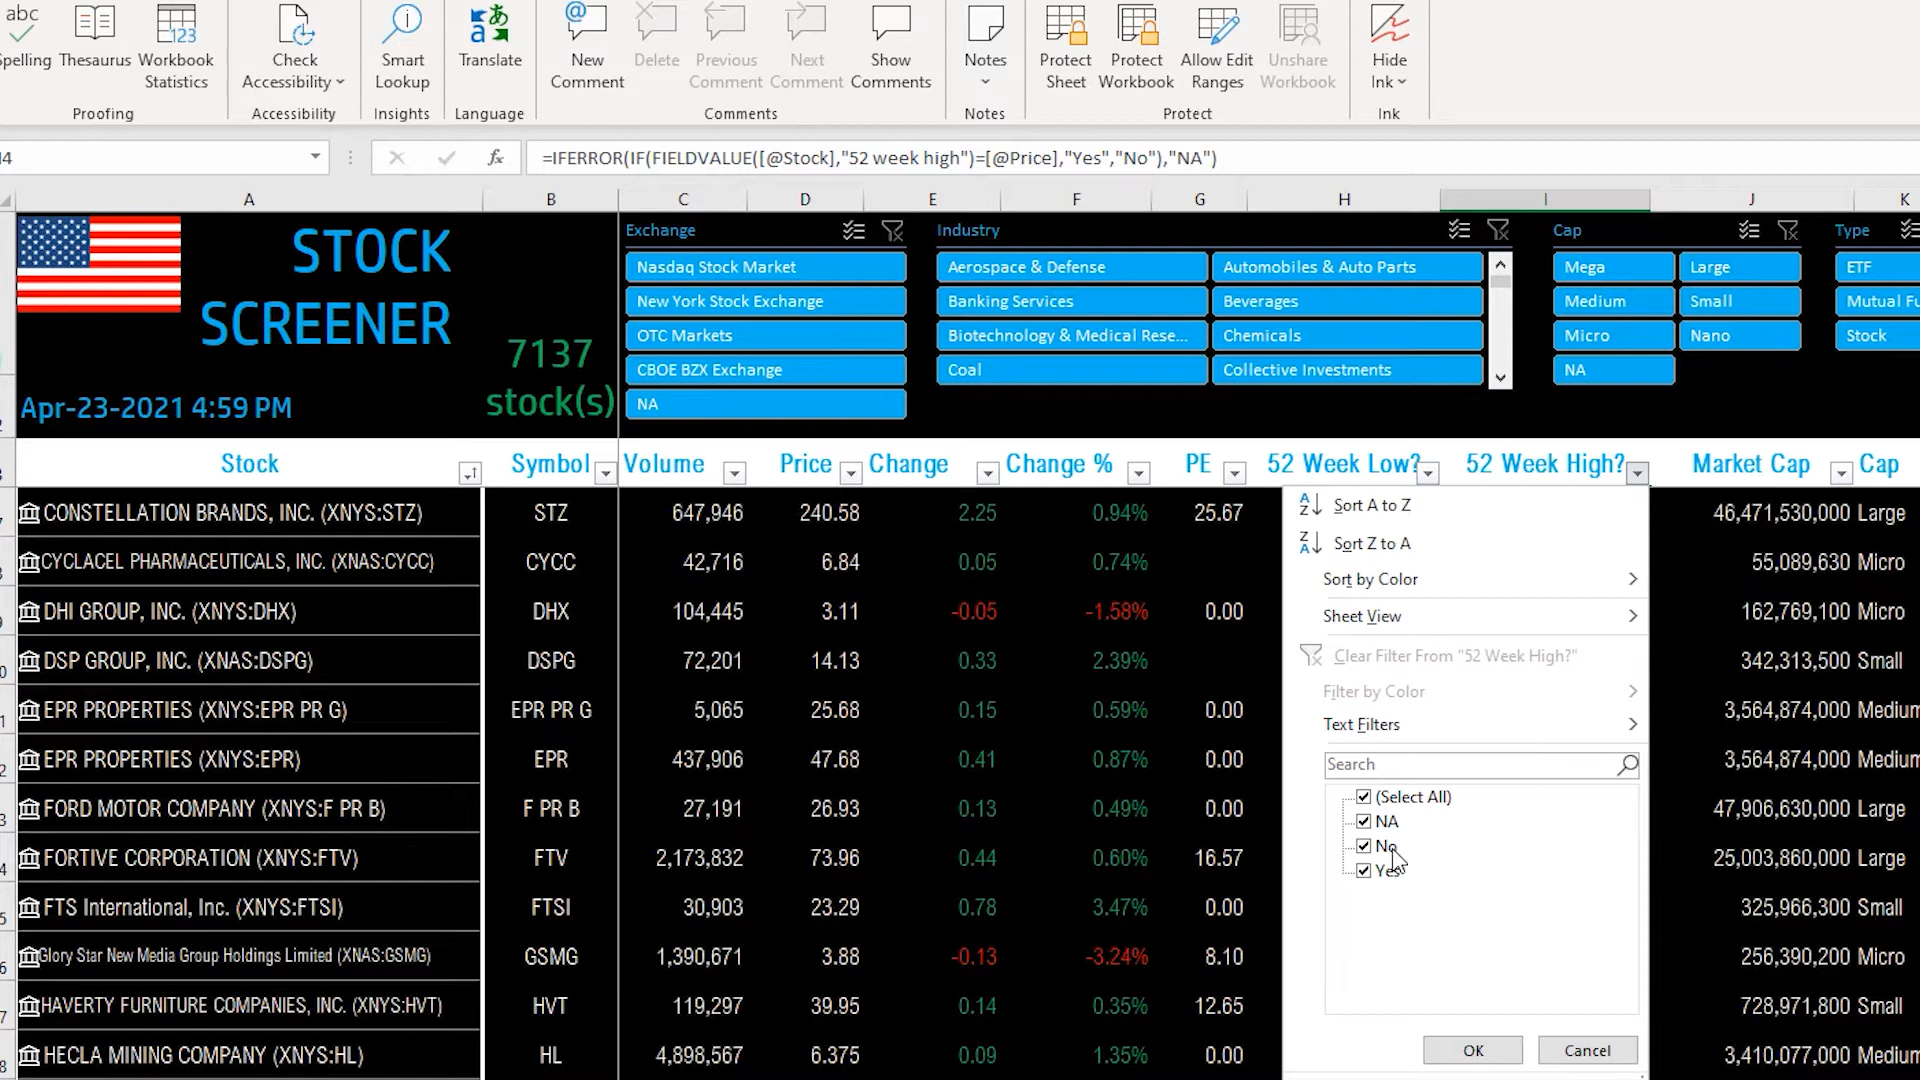 abc
Spelling Thesaurus Workbook Statistics
Check Accessibility
Smart Lookup
Translate
New Comment Delete Previous Comment Next Comment Show Comments
Notes
Protect Sheet Protect Workbook Allow Edit Ranges Unshare Workbook
Hide Ink
Proofing Accessibility Insights Language Comments Notes Protect Ink
fx =IFERROR(IF(FIELDVALUE([@Stock],"52 week high")=[@Price],"Yes","No"),"NA")
A B C D E F G H I J K
STOCK
SCREENER
7137
stock(s)
Apr-23-2021 4:59 PM
Exchange
Nasdaq Stock Market
New York Stock Exchange
OTC Markets
CBOE BZX Exchange
NA
Industry
Aerospace & Defense Automobiles & Auto Parts
Banking Services Beverages
Biotechnology & Medical Rese... Chemicals
Coal Collective Investments
Cap
Mega Large
Medium Small
Micro Nano
NA
Type
ETF
Mutual Fu
Stock
Stock Symbol Volume Price Change Change % PE 52 Week Low? 52 Week High? Market Cap Cap
CONSTELLATION BRANDS, INC. (XNYS:STZ) STZ 647,946 240.58 2.25 0.94% 25.67 46,471,530,000 Large
CYCLACEL PHARMACEUTICALS, INC. (XNAS:CYCC) CYCC 42,716 6.84 0.05 0.74% 55,089,630 Micro
DHI GROUP, INC. (XNYS:DHX) DHX 104,445 3.11 -0.05 -1.58% 0.00 162,769,100 Micro
DSP GROUP, INC. (XNAS:DSPG) DSPG 72,201 14.13 0.33 2.39% 342,313,500 Small
EPR PROPERTIES (XNYS:EPR PR G) EPR PR G 5,065 25.68 0.15 0.59% 0.00 3,564,874,000 Medium
EPR PROPERTIES (XNYS:EPR) EPR 437,906 47.68 0.41 0.87% 0.00 3,564,874,000 Medium
FORD MOTOR COMPANY (XNYS:F PR B) F PR B 27,191 26.93 0.13 0.49% 0.00 47,906,630,000 Large
FORTIVE CORPORATION (XNYS:FTV) FTV 2,173,832 73.96 0.44 0.60% 16.57 25,003,860,000 Large
FTS International, Inc. (XNYS:FTSI) FTSI 30,903 23.29 0.78 3.47% 0.00 325,966,300 Small
Glory Star New Media Group Holdings Limited (XNAS:GSMG) GSMG 1,390,671 3.88 -0.13 -3.24% 8.10 256,390,200 Micro
HAVERTY FURNITURE COMPANIES, INC. (XNYS:HVT) HVT 119,297 39.95 0.14 0.35% 12.65 728,971,800 Small
HECLA MINING COMPANY (XNYS:HL) HL 4,898,567 6.375 0.09 1.35% 0.00 3,410,077,000 Medium
Sort A to Z
Sort Z to A
Sort by Color
Sheet View
Clear Filter From "52 Week High?"
Filter by Color
Text Filters
Search
(Select All)
NA
No
Yes
OK Cancel